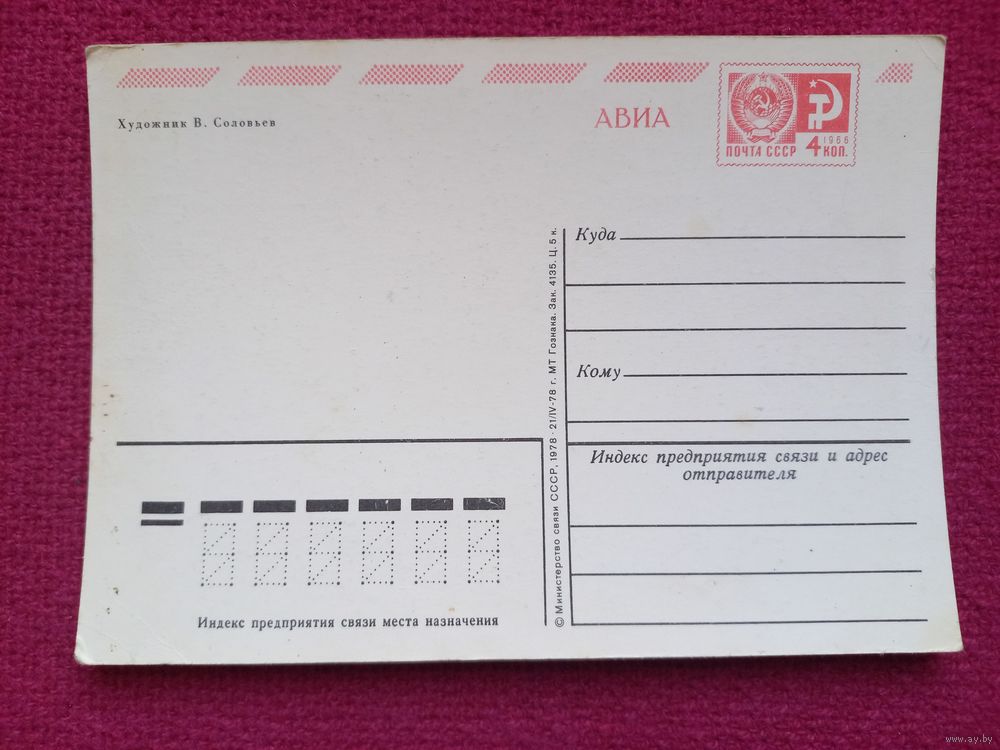 Художник В. Соловьев
АВИА
ПОЧТА СССР
1966
4 КОП.
Куда
Кому
Индекс предприятия связи и адрес
отправителя
© Министерство связи СССР, 1978 · 21/IV-78 г. МТ Гознака. Зак. 4135. Ц. 5 к.
Индекс предприятия связи места назначения
www.ay.by